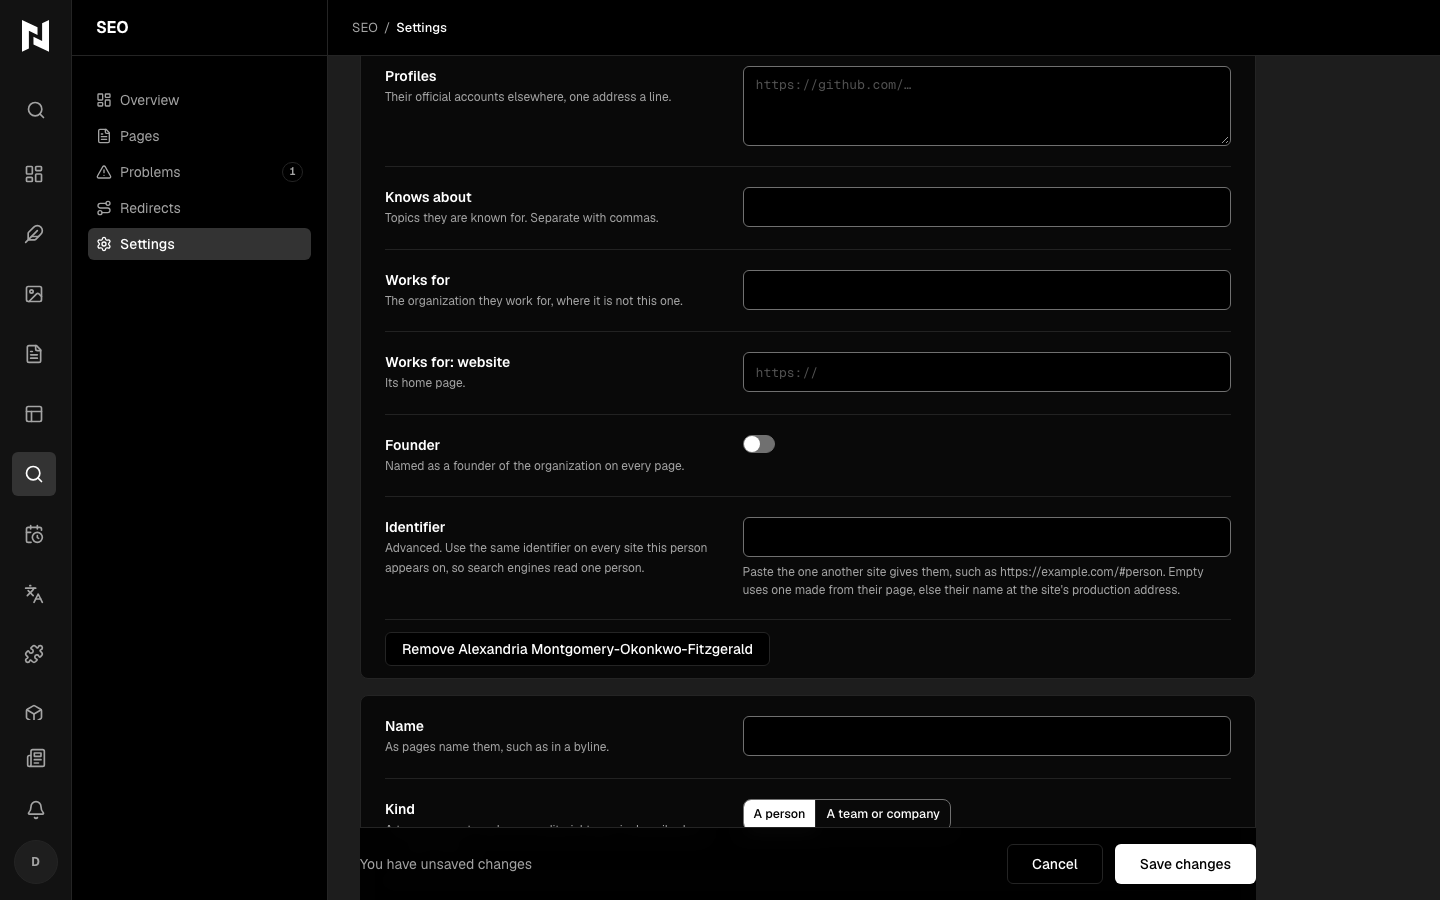 SEO
SEO / Settings
Overview
Pages
Problems
1
Redirects
Settings
Profiles
Their official accounts elsewhere, one address a line.
https://github.com/…
Knows about
Topics they are known for. Separate with commas.
Works for
The organization they work for, where it is not this one.
Works for: website
Its home page.
https://
Founder
Named as a founder of the organization on every page.
Identifier
Advanced. Use the same identifier on every site this person
appears on, so search engines read one person.
Paste the one another site gives them, such as https://example.com/#person. Empty
uses one made from their page, else their name at the site's production address.
Remove Alexandria Montgomery-Okonkwo-Fitzgerald
Name
As pages name them, such as in a byline.
Kind
A person
A team or company
You have unsaved changes
Cancel
Save changes
D